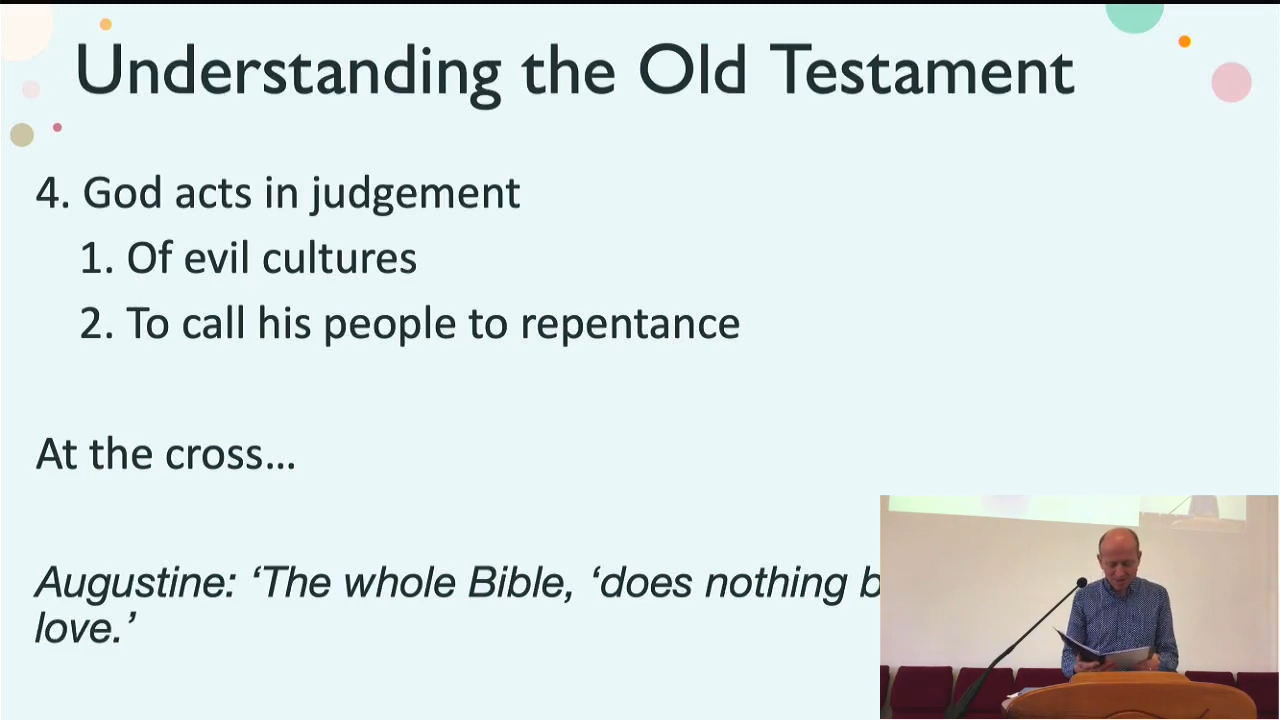 Understanding the Old Testament
4. God acts in judgement
1. Of evil cultures
2. To call his people to repentance
At the cross…
Augustine: ‘The whole Bible, ‘does nothing
love.’